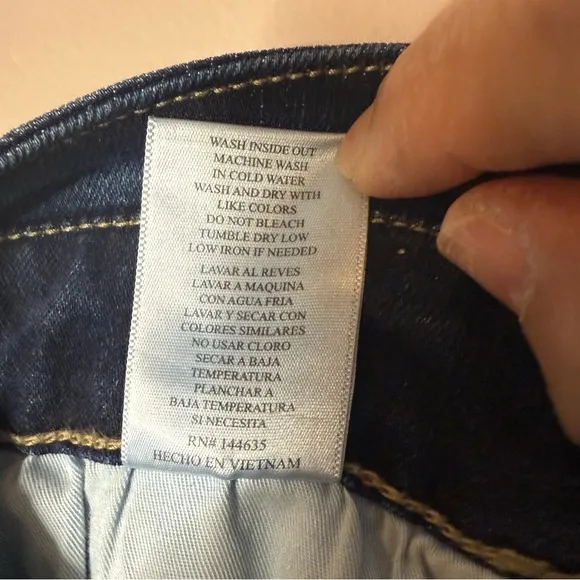 WASH INSIDE OUT
MACHINE WASH
IN COLD WATER
WASH AND DRY WITH
LIKE COLORS
DO NOT BLEACH
TUMBLE DRY LOW
LOW IRON IF NEEDED
LAVAR AL REVES
LAVAR A MAQUINA
CON AGUA FRIA
LAVAR Y SECAR CON
COLORES SIMILARES
NO USAR CLORO
SECAR A BAJA
TEMPERATURA
PLANCHAR A
BAJA TEMPERATURA
SI NECESITA
RN# 144635
HECHO EN VIETNAM